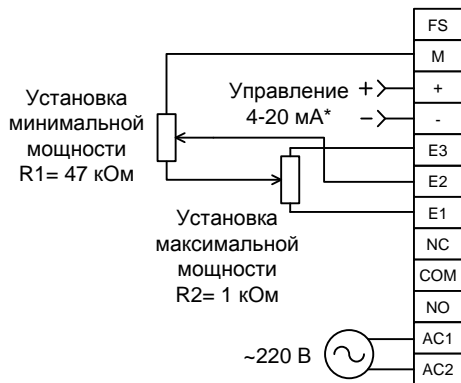 FS
M
+
-
E3
E2
E1
NC
COM
NO
AC1
AC2
Управление
4-20 мА*
+
−
Установка
минимальной
мощности
R1= 47 кОм
Установка
максимальной
мощности
R2= 1 кОм
~220 В